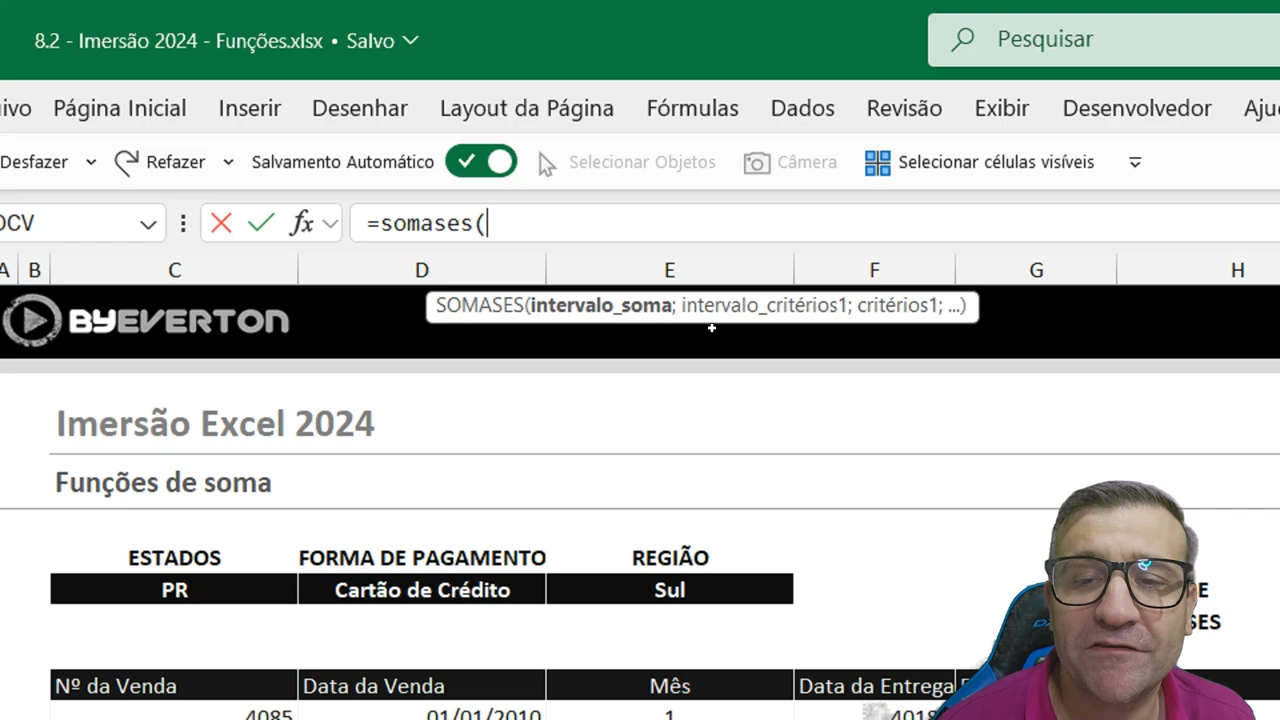 8.2 - Imersão 2024 - Funções.xlsx • Salvo
Pesquisar
Página Inicial Inserir Desenhar Layout da Página Fórmulas Dados Revisão Exibir Desenvolvedor
Desfazer Refazer Salvamento Automático Selecionar Objetos Câmera Selecionar células visíveis
fx =somases(
A B C D E F G H
BYEVERTON
SOMASES(intervalo_soma; intervalo_critérios1; critérios1; ...)
Imersão Excel 2024
Funções de soma
ESTADOS FORMA DE PAGAMENTO REGIÃO
PR Cartão de Crédito Sul
Nº da Venda Data da Venda Mês Data da Entrega
4085 01/01/2010 1